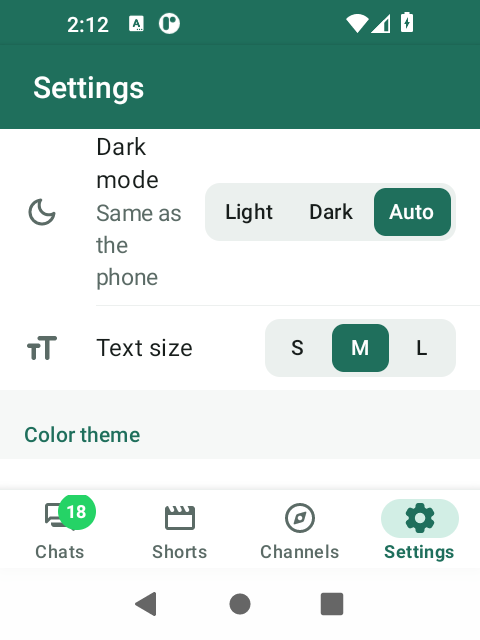 2:12
Settings
Dark
mode
Same as
the
phone
Light Dark Auto
Text size
S M L
Color theme
18
Chats Shorts Channels Settings